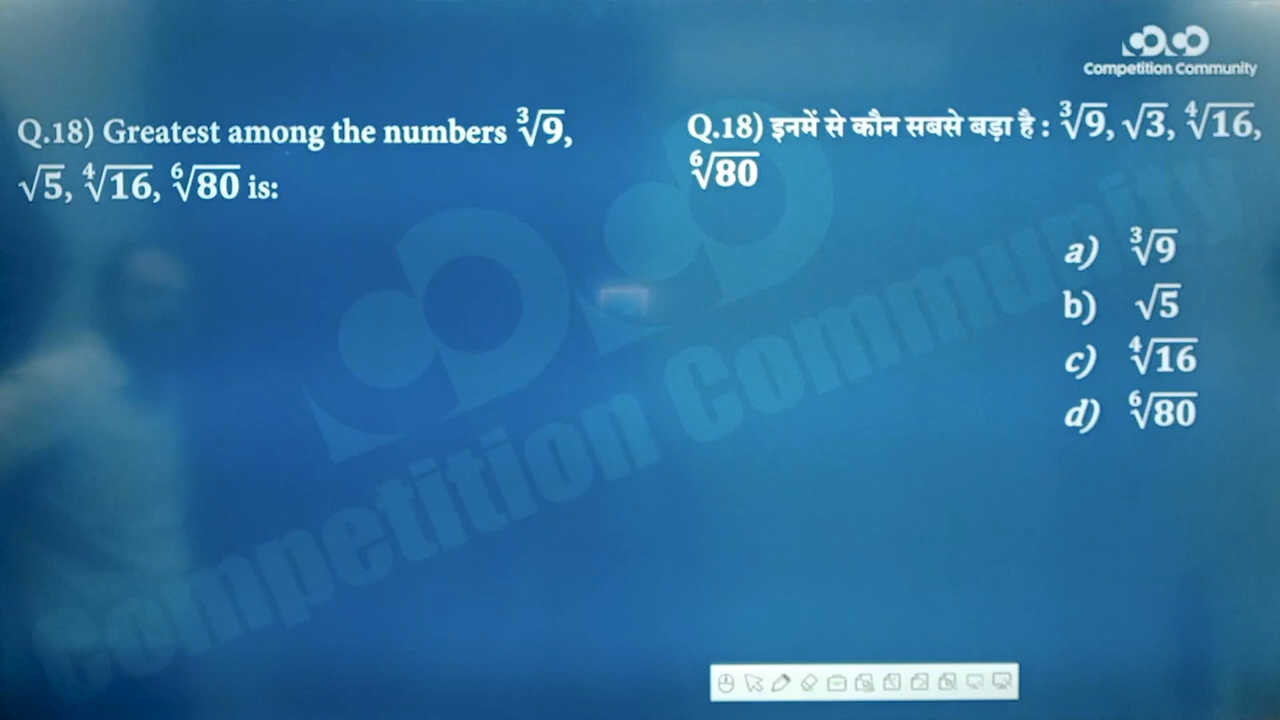 Competition Community
Q.18) Greatest among the numbers ∛9,
√5, ∜16, ⁶√80 is:
Q.18) इनमें से कौन सबसे बड़ा है : ∛9, √3, ∜16,
⁶√80
a) ∛9
b) √5
c) ∜16
d) ⁶√80
Competition Community